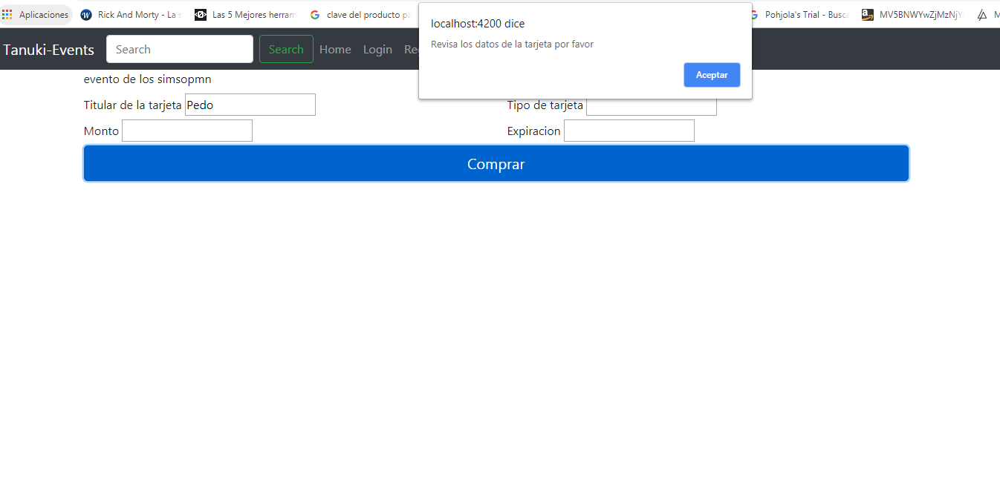 Aplicaciones Rick And Morty - La s Las 5 Mejores herram clave del producto pa Pohjola's Trial - Busca MV5BNWYwZjMzNjY M
localhost:4200 dice
Revisa los datos de la tarjeta por favor
Aceptar
Tanuki-Events Search Search Home Login Reg
evento de los simsopmn
Titular de la tarjeta Pedo Tipo de tarjeta
Monto Expiracion
Comprar